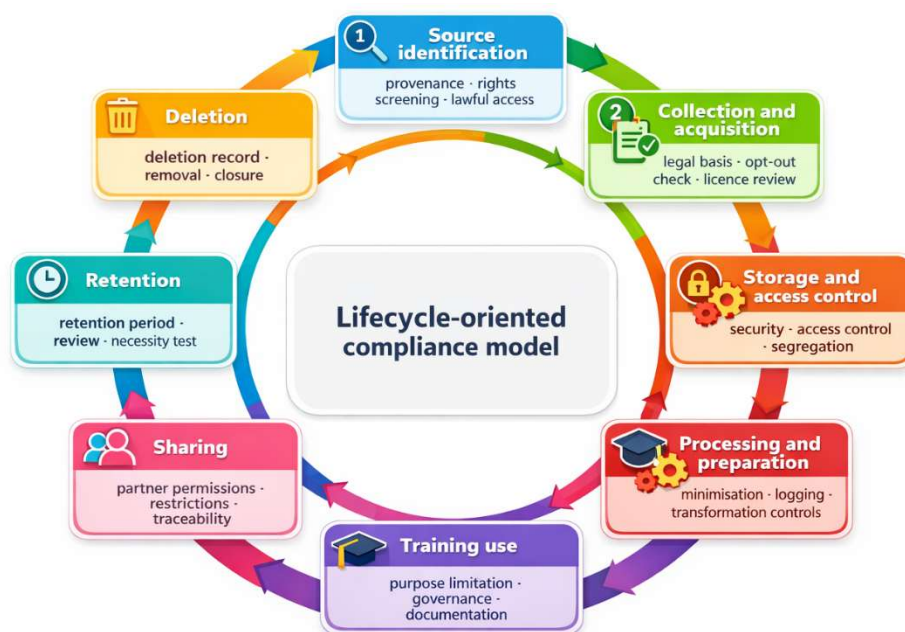 1
Source
identification
provenance · rights
screening · lawful access
2
Collection and
acquisition
legal basis · opt-out
check · licence review
Storage and
access control
security · access control
· segregation
Processing and
preparation
minimisation · logging ·
transformation controls
Training use
purpose limitation ·
governance ·
documentation
Sharing
partner permissions ·
restrictions ·
traceability
Retention
retention period ·
review · necessity test
Deletion
deletion record ·
removal · closure
Lifecycle-oriented
compliance model